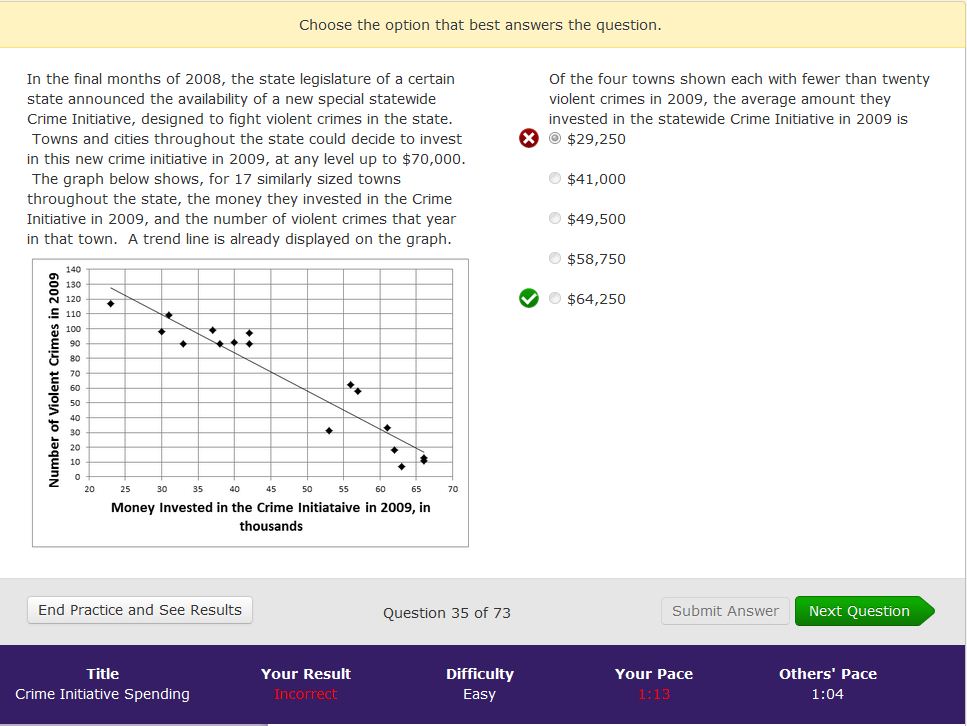 Choose the option that best answers the question.
In the final months of 2008, the state legislature of a certain
state announced the availability of a new special statewide
Crime Initiative, designed to fight violent crimes in the state.
Towns and cities throughout the state could decide to invest
in this new crime initiative in 2009, at any level up to $70,000.
The graph below shows, for 17 similarly sized towns
throughout the state, the money they invested in the Crime
Initiative in 2009, and the number of violent crimes that year
in that town.  A trend line is already displayed on the graph.
Number of Violent Crimes in 2009
140
130
120
110
100
90
80
70
60
50
40
30
20
10
0
20 25 30 35 40 45 50 55 60 65 70
Money Invested in the Crime Initiataive in 2009, in
thousands
Of the four towns shown each with fewer than twenty
violent crimes in 2009, the average amount they
invested in the statewide Crime Initiative in 2009 is
$29,250
$41,000
$49,500
$58,750
$64,250
End Practice and See Results
Question 35 of 73
Submit Answer
Next Question
Title Your Result Difficulty Your Pace Others' Pace
Crime Initiative Spending Incorrect Easy 1:13 1:04